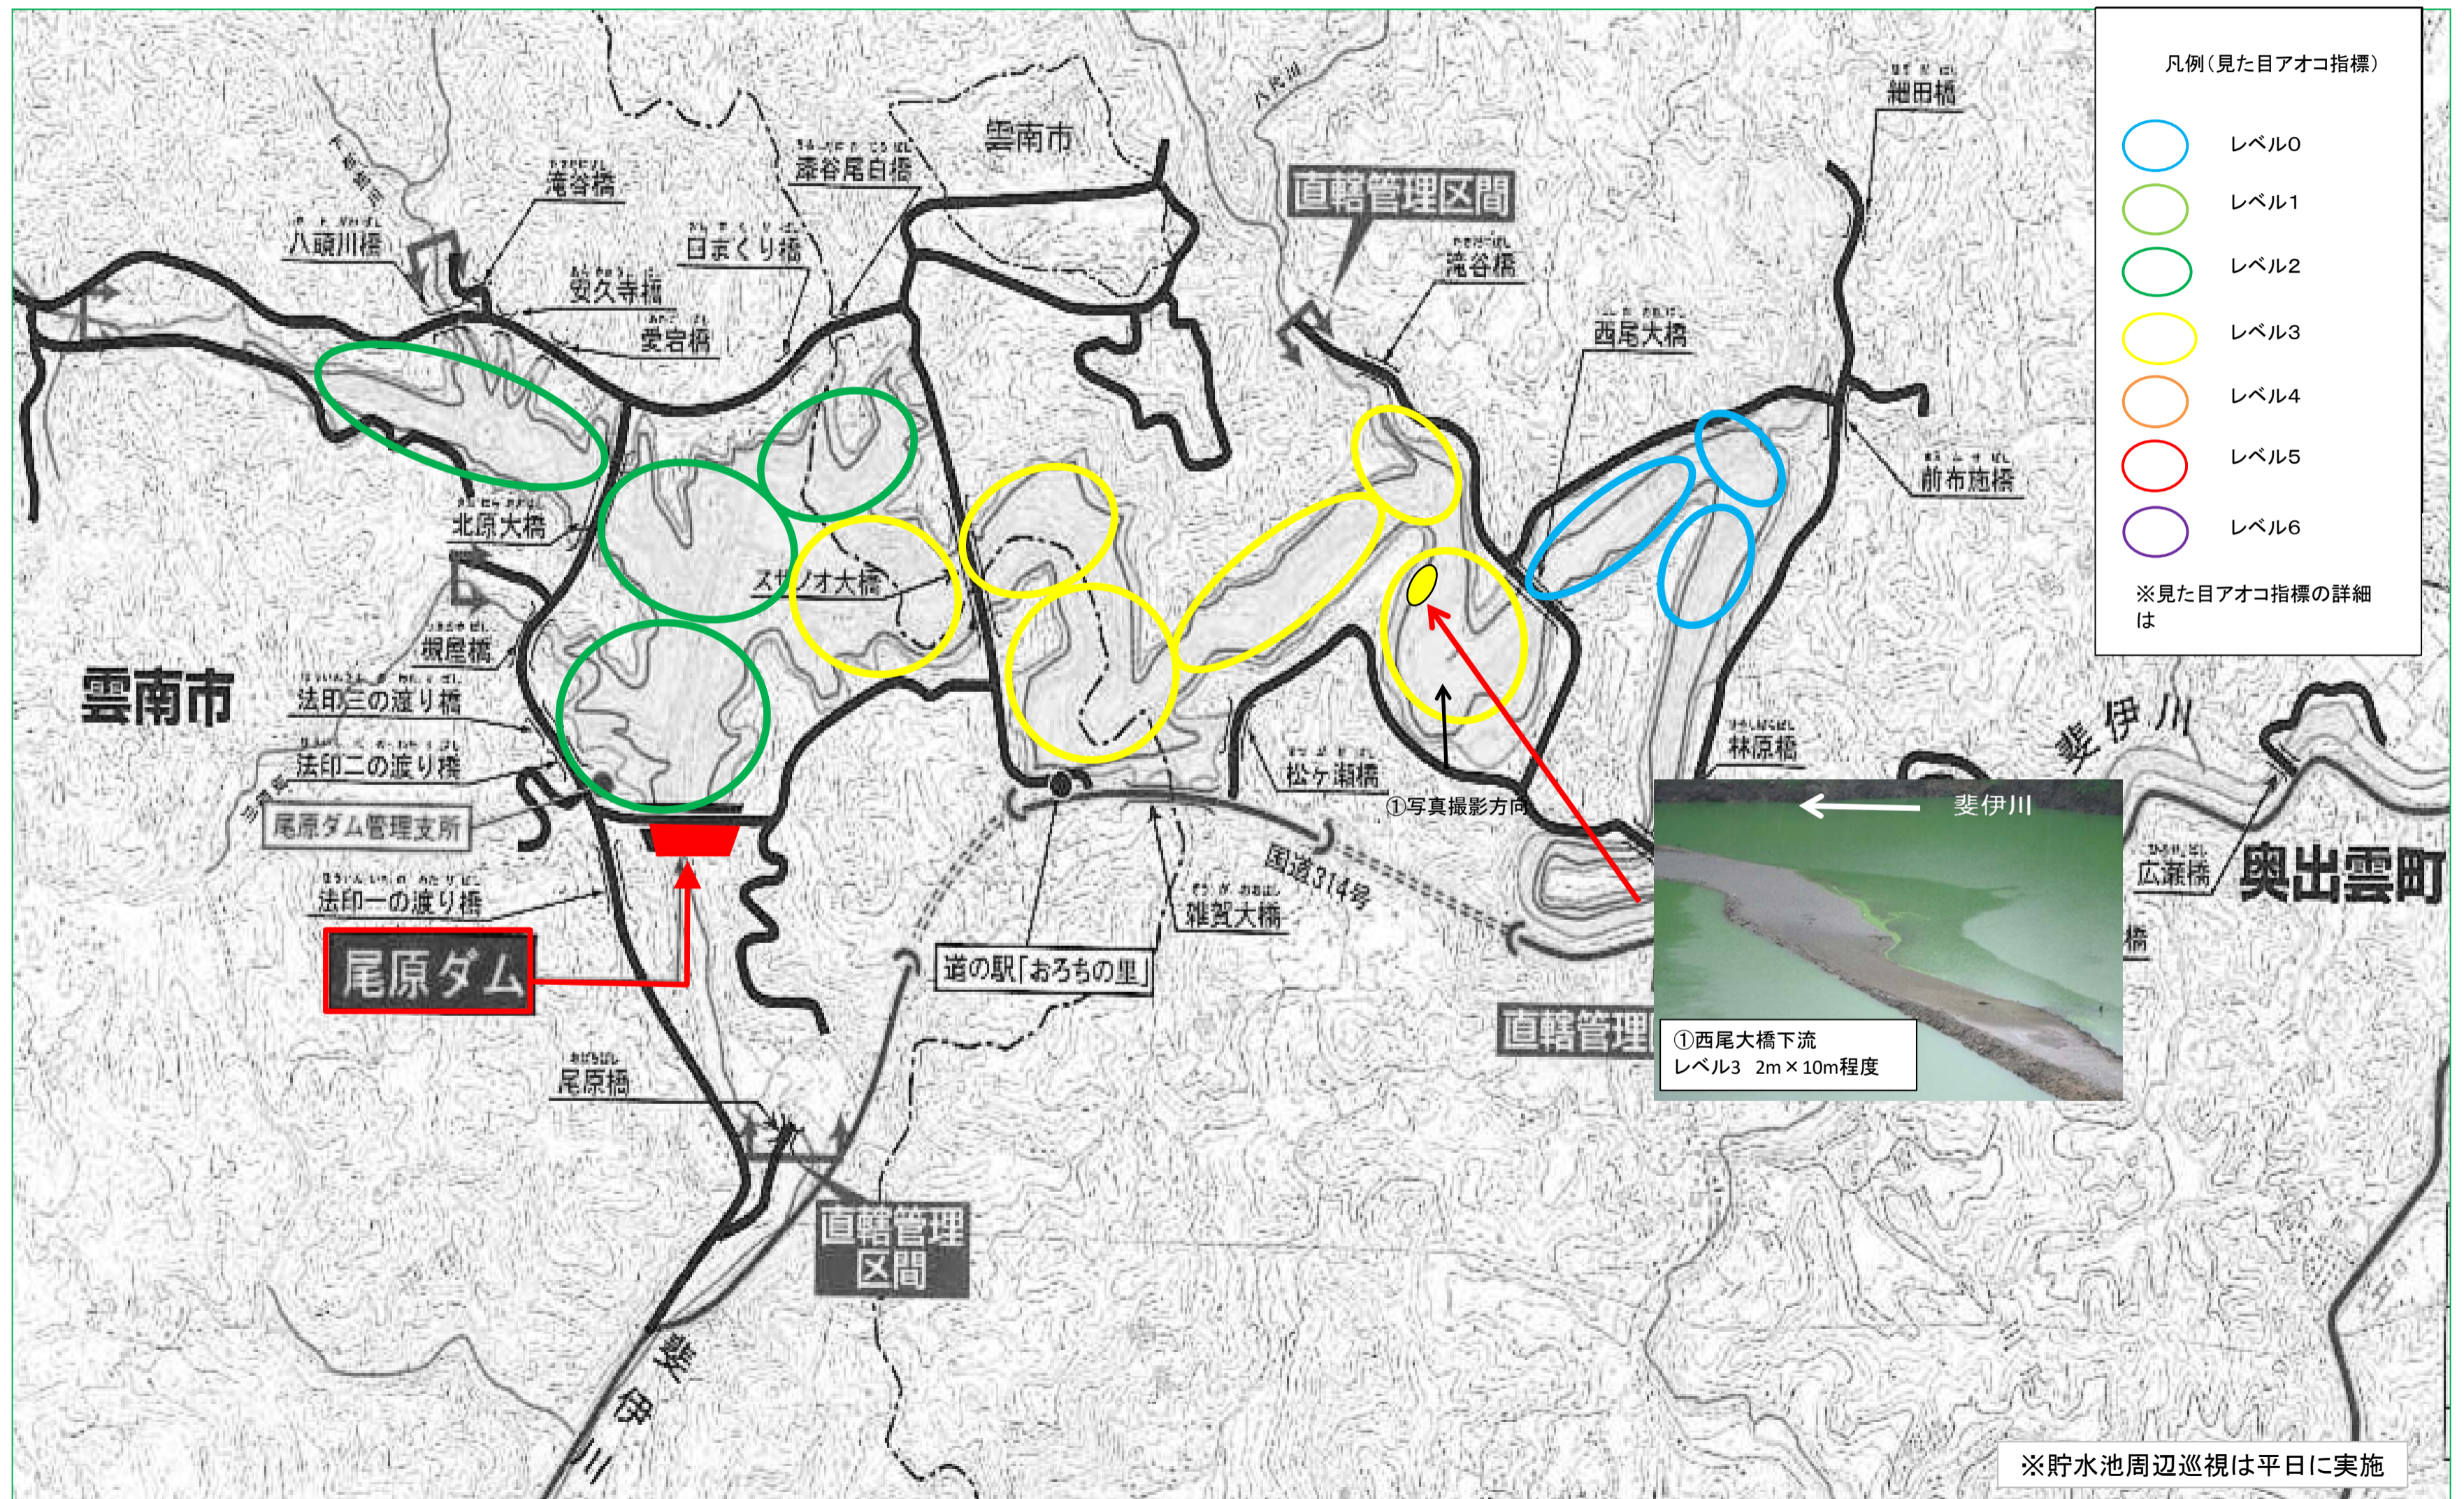 凡例(見た目アオコ指標)
レベル0
レベル1
レベル2
レベル3
レベル4
レベル5
レベル6
※見た目アオコ指標の詳細
は
細田橋
八代川
雲南市
滝谷橋
八頭川橋
日まくり橋
安久寺橋
愛宕橋
直轄管理区間
滝谷橋
西尾大橋
前布施橋
北原大橋
スサノオ大橋
槻屋橋
雲南市
法印三の渡り橋
法印二の渡り橋
尾原ダム管理支所
法印一の渡り橋
尾原ダム
尾原橋
松ヶ瀬橋
①写真撮影方向
林原橋
斐伊川
国道314号
雑賀大橋
道の駅「おろちの里」
広瀬橋
奥出雲町
橋
直轄管理
斐伊川
①西尾大橋下流
レベル3 2m×10m程度
直轄管理
区間
斐伊川
※貯水池周辺巡視は平日に実施